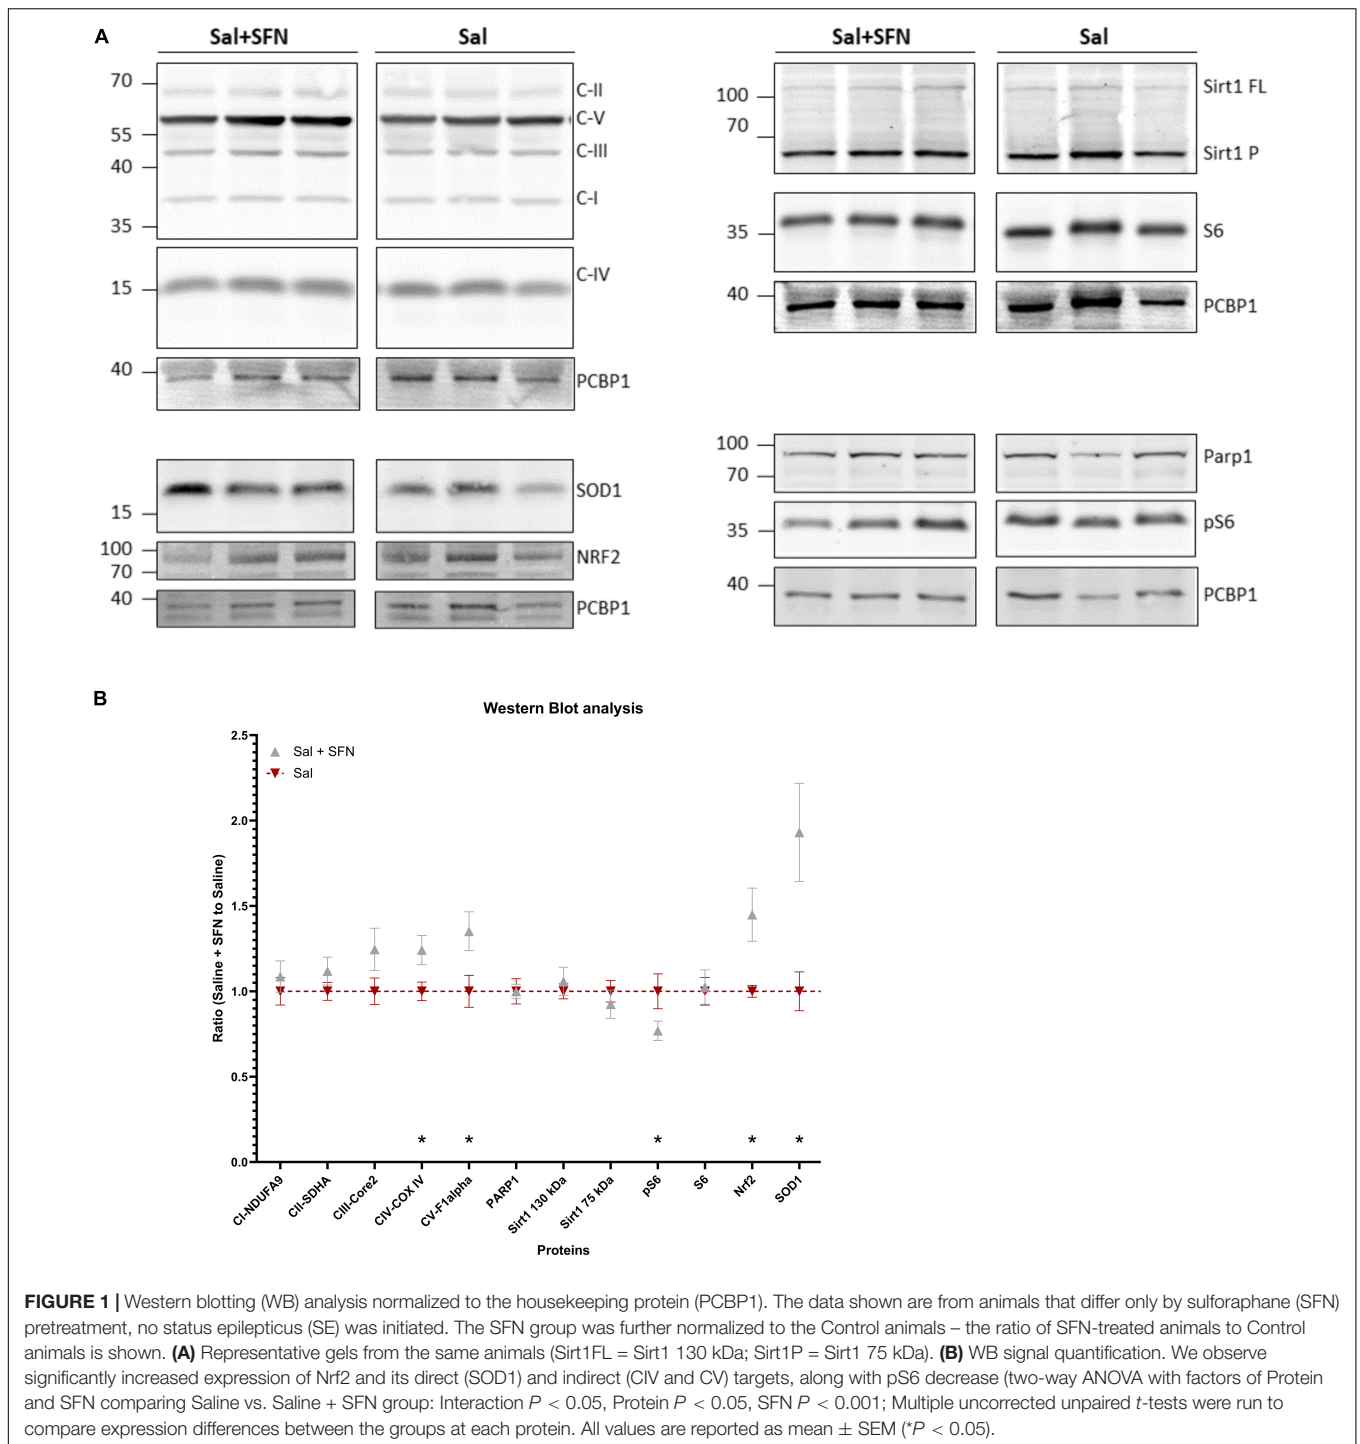 A
Sal+SFN
Sal
70
55
40
35
C-II
C-V
C-III
C-I
15
C-IV
40
PCBP1
15
SOD1
100
70
NRF2
40
PCBP1
Sal+SFN
Sal
100
70
Sirt1 FL
Sirt1 P
35
S6
40
PCBP1
100
70
Parp1
35
pS6
40
PCBP1
B
Western Blot analysis
Sal + SFN
Sal
2.5
2.0
1.5
1.0
0.5
0.0
Ratio (Saline + SFN to Saline)
* * * * *
CI-NDUFA9
CII-SDHA
CIII-Core2
CIV-COX IV
CV-F1alpha
PARP1
Sirt1 130 kDa
Sirt1 75 kDa
pS6
S6
Nrf2
SOD1
Proteins
FIGURE 1 | Western blotting (WB) analysis normalized to the housekeeping protein (PCBP1). The data shown are from animals that differ only by sulforaphane (SFN)
pretreatment, no status epilepticus (SE) was initiated. The SFN group was further normalized to the Control animals – the ratio of SFN-treated animals to Control
animals is shown. (A) Representative gels from the same animals (Sirt1FL = Sirt1 130 kDa; Sirt1P = Sirt1 75 kDa). (B) WB signal quantification. We observe
significantly increased expression of Nrf2 and its direct (SOD1) and indirect (CIV and CV) targets, along with pS6 decrease (two-way ANOVA with factors of Protein
and SFN comparing Saline vs. Saline + SFN group: Interaction P < 0.05, Protein P < 0.05, SFN P < 0.001; Multiple uncorrected unpaired t-tests were run to
compare expression differences between the groups at each protein. All values are reported as mean ± SEM (*P < 0.05).